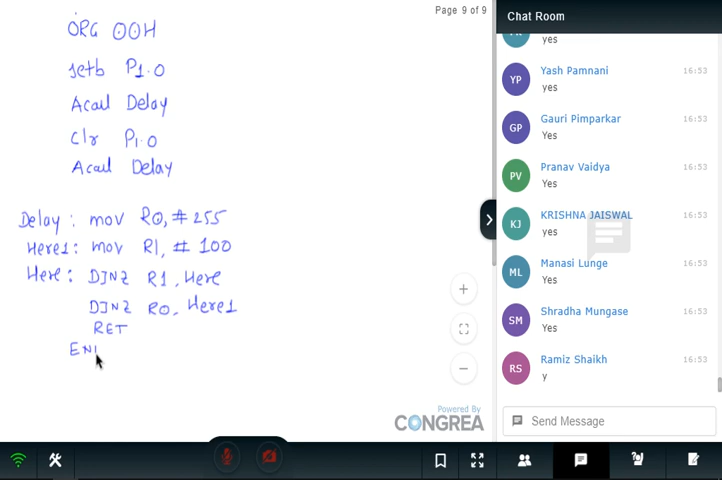 Page 9 of 9
ORG 00H
setb P1.0
Acall Delay
Clr P1.0
Acall Delay
Delay: mov R0, #255
Here1: mov R1, #100
Here: DJNZ R1, Here
DJNZ R0, Here1
RET
EN
Powered By
CONGREA
Chat Room
yes
16:53
YP
Yash Pamnani
yes
16:53
GP
Gauri Pimparkar
Yes
16:53
PV
Pranav Vaidya
Yes
16:53
KJ
KRISHNA JAISWAL
yes
16:53
ML
Manasi Lunge
Yes
16:53
SM
Shradha Mungase
Yes
16:53
RS
Ramiz Shaikh
y
16:53
Send Message